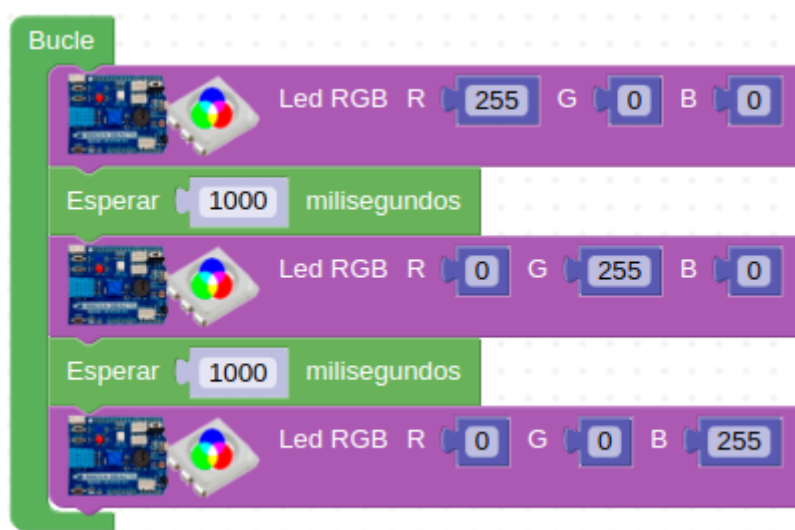 Bucle
Led RGB R 255 G 0 B 0
Esperar 1000 milisegundos
Led RGB R 0 G 255 B 0
Esperar 1000 milisegundos
Led RGB R 0 G 0 B 255